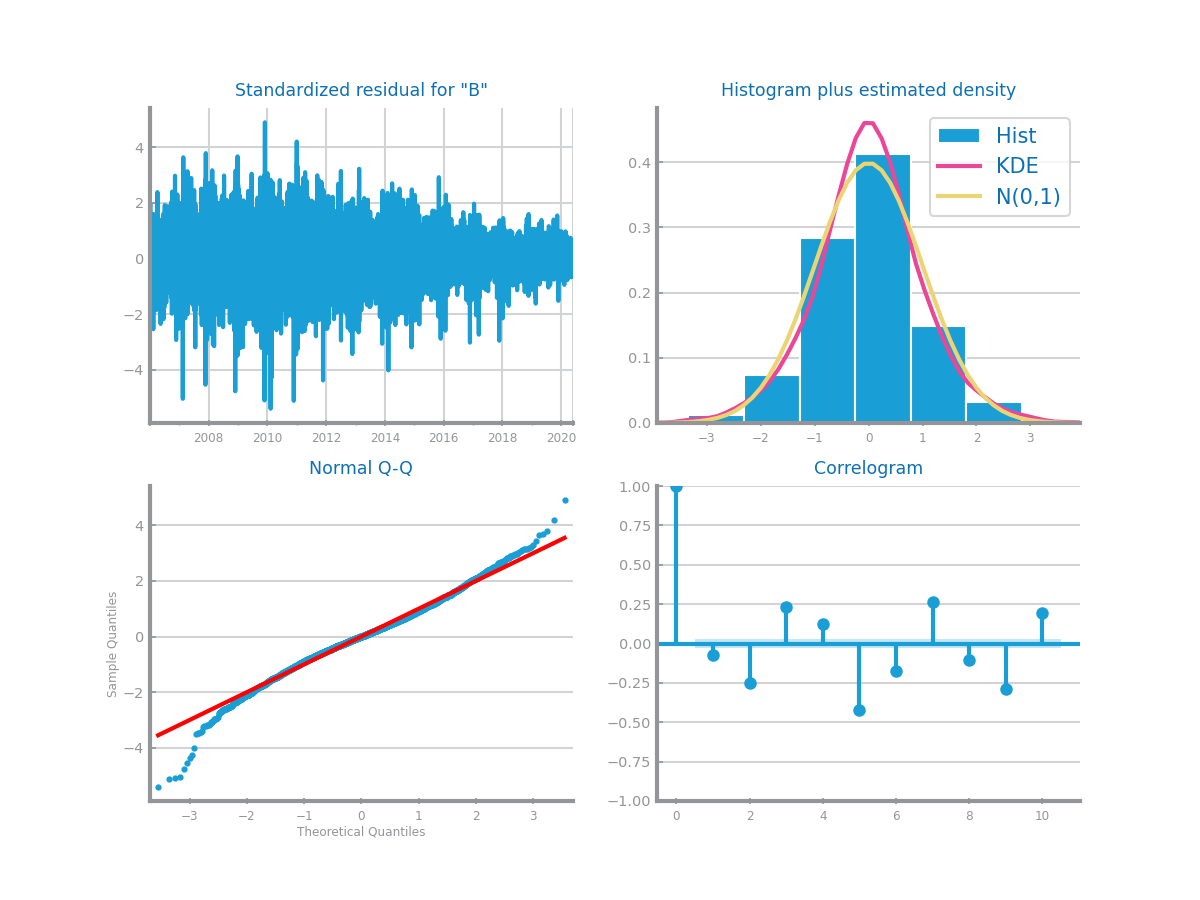 Standardized residual for "B"
4
2
0
−2
−4
2008 2010 2012 2014 2016 2018 2020
Histogram plus estimated density
Hist
KDE
N(0,1)
0.4
0.3
0.2
0.1
0.0
−3 −2 −1 0 1 2 3
Normal Q-Q
4
2
0
−2
−4
Sample Quantiles
−3 −2 −1 0 1 2 3
Theoretical Quantiles
Correlogram
1.00
0.75
0.50
0.25
0.00
−0.25
−0.50
−0.75
−1.00
0 2 4 6 8 10